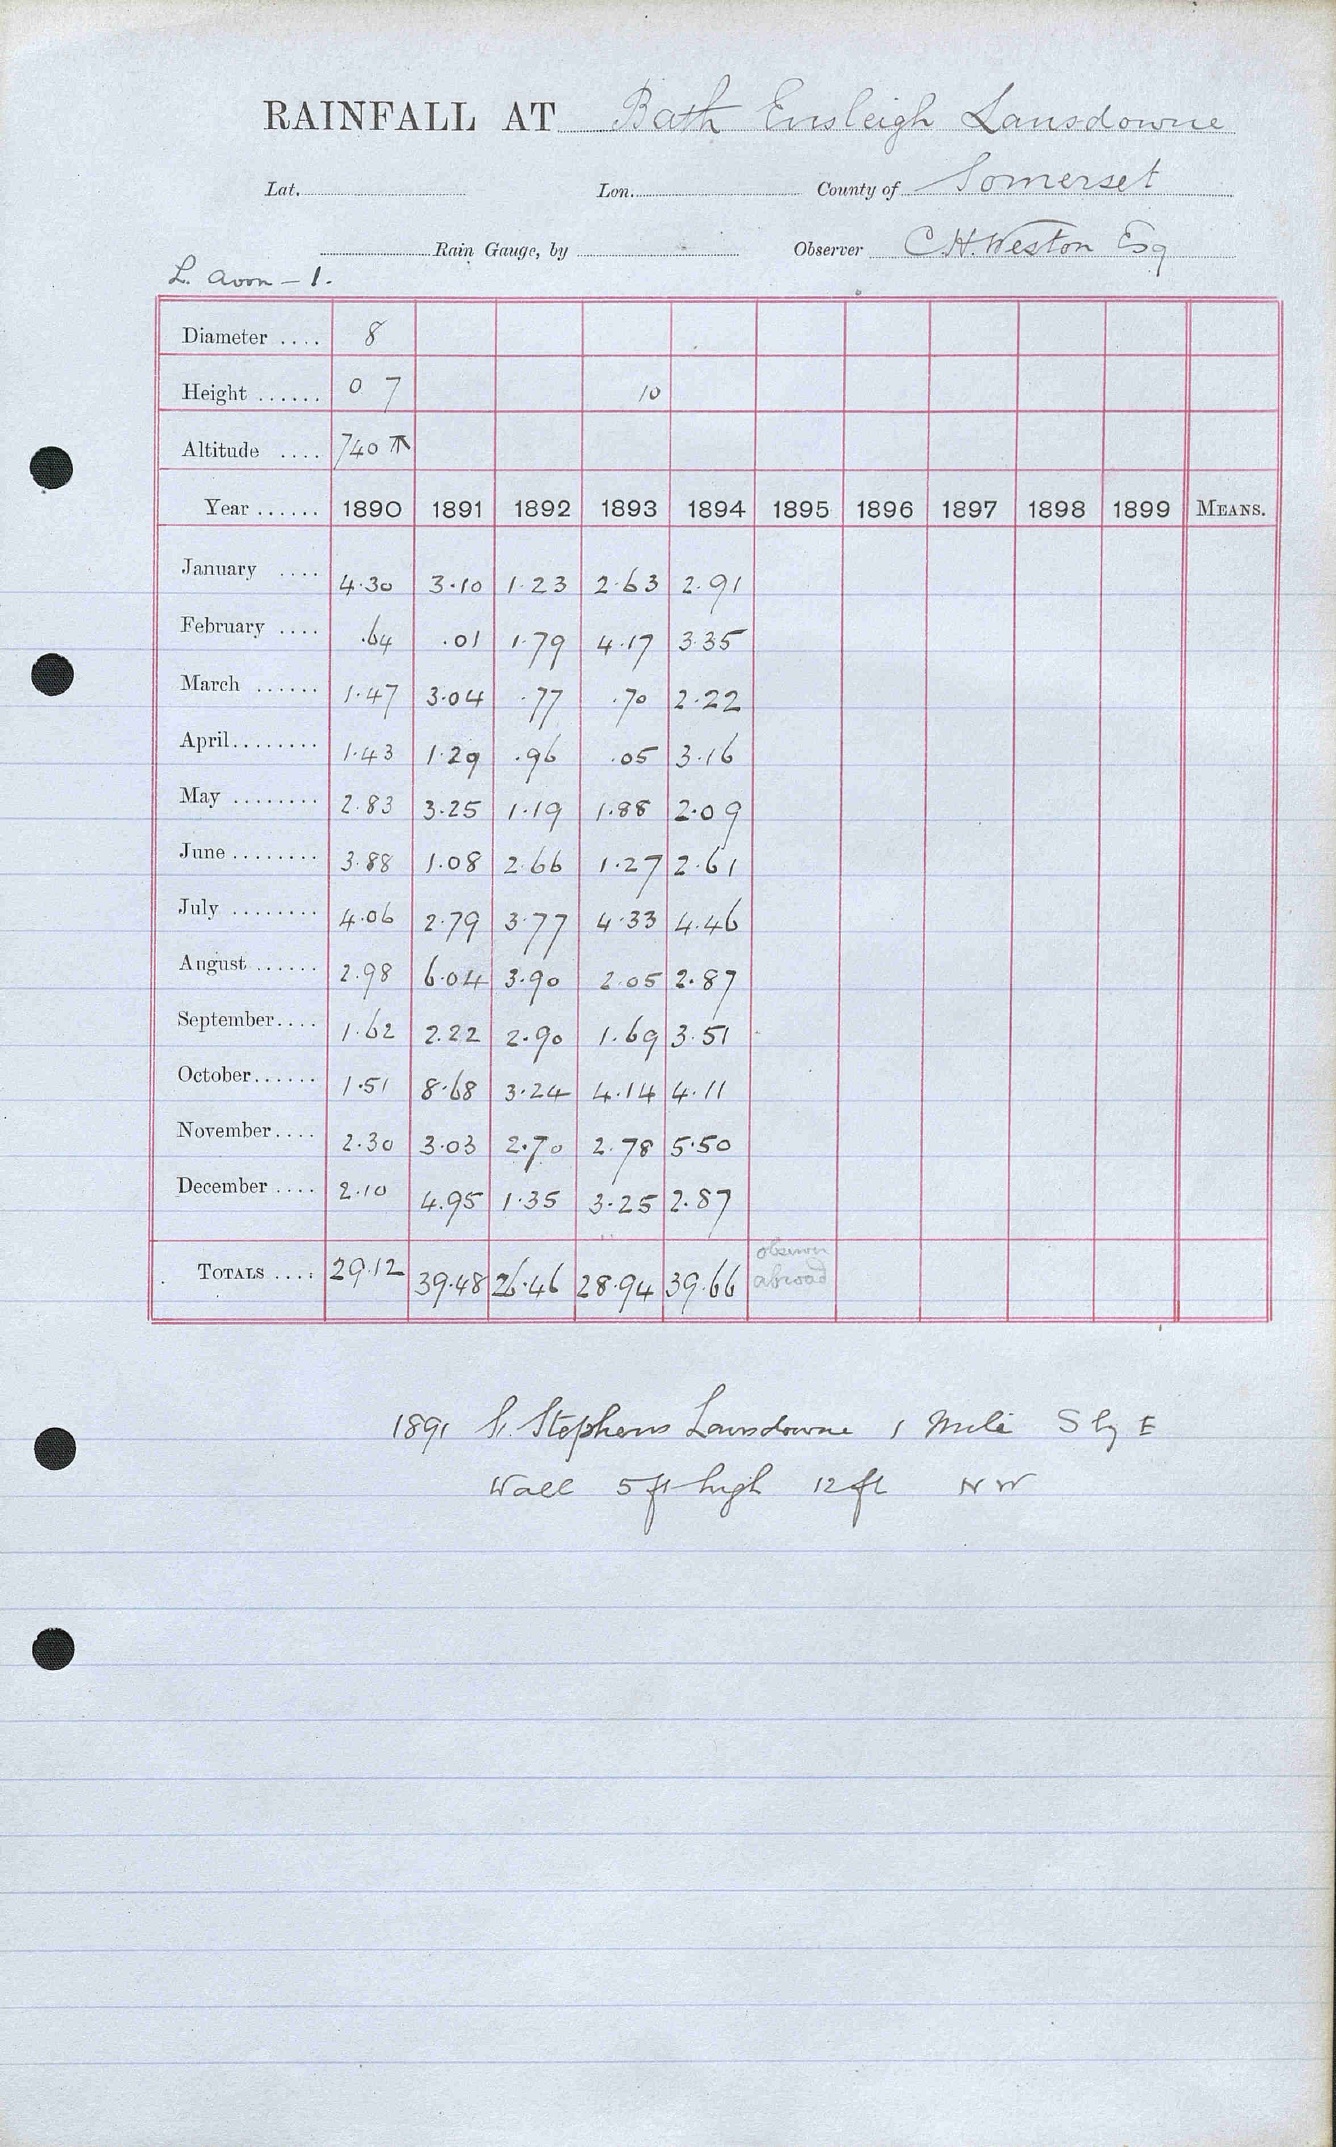 RAINFALL AT Bath Ensleigh Lansdowne
Lat. Lon. County of Somerset
Rain Gauge, by Observer C.H. Weston Esq
L. Avon - 1.
Diameter .... 8
Height ...... 0 7 10
Altitude .... 740 ⊼
Year ...... 1890 1891 1892 1893 1894 1895 1896 1897 1898 1899 MEANS.
January .... 4.30 3.10 1.23 2.63 2.91
February .... .64 .01 1.79 4.17 3.35
March ...... 1.47 3.04 .77 .70 2.22
April........ 1.43 1.29 .96 .05 3.16
May ........ 2.83 3.25 1.19 1.88 2.09
June ........ 3.88 1.08 2.66 1.27 2.61
July ........ 4.06 2.79 3.77 4.33 4.46
August ...... 2.98 6.04 3.90 2.05 2.87
September.... 1.62 2.22 2.90 1.69 3.51
October...... 1.51 8.68 3.24 4.14 4.11
November.... 2.30 3.03 2.70 2.78 5.50
December .... 2.10 4.95 1.35 3.25 2.87
TOTALS .... 29.12 39.48 26.46 28.94 39.66 observer abroad
1891 St. Stephens Lansdowne 1 Mile S by E
Wall 5 ft high 12 ft NW